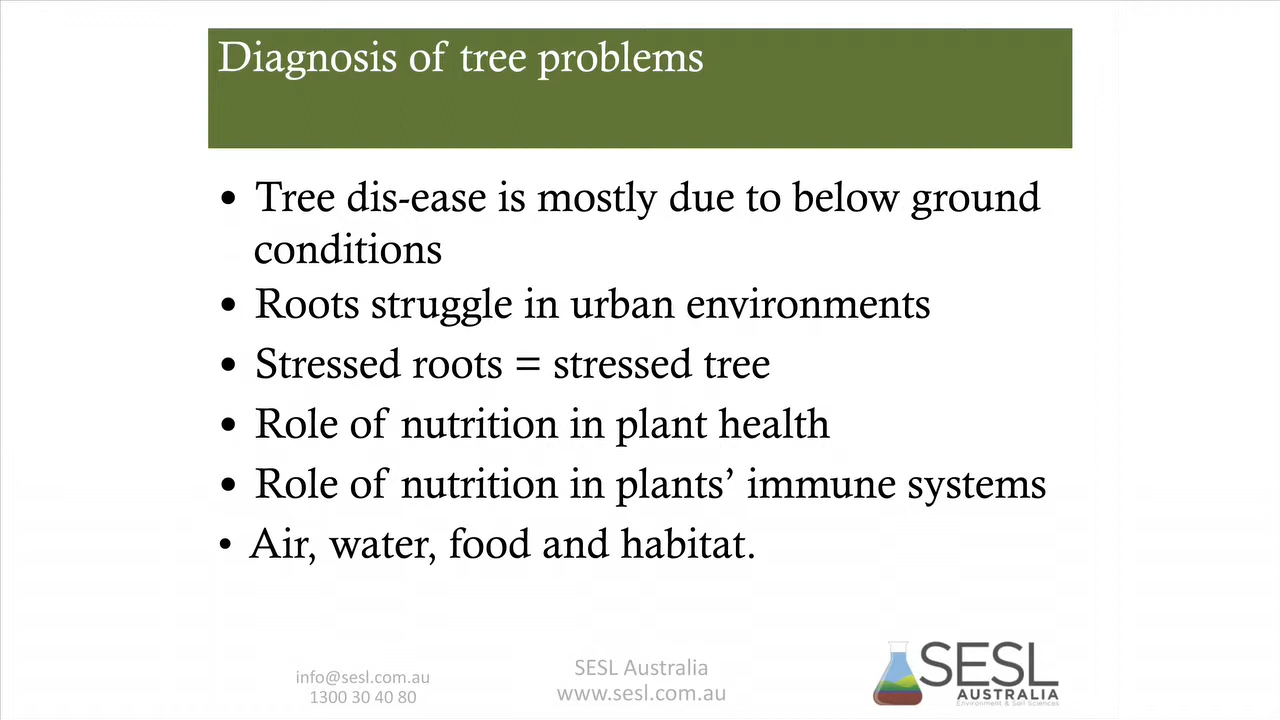 Diagnosis of tree problems
• Tree dis-ease is mostly due to below ground
conditions
• Roots struggle in urban environments
• Stressed roots = stressed tree
• Role of nutrition in plant health
• Role of nutrition in plants’ immune systems
• Air, water, food and habitat.
info@sesl.com.au
1300 30 40 80
SESL Australia
www.sesl.com.au
SESL
AUSTRALIA
Environment & Soil Sciences